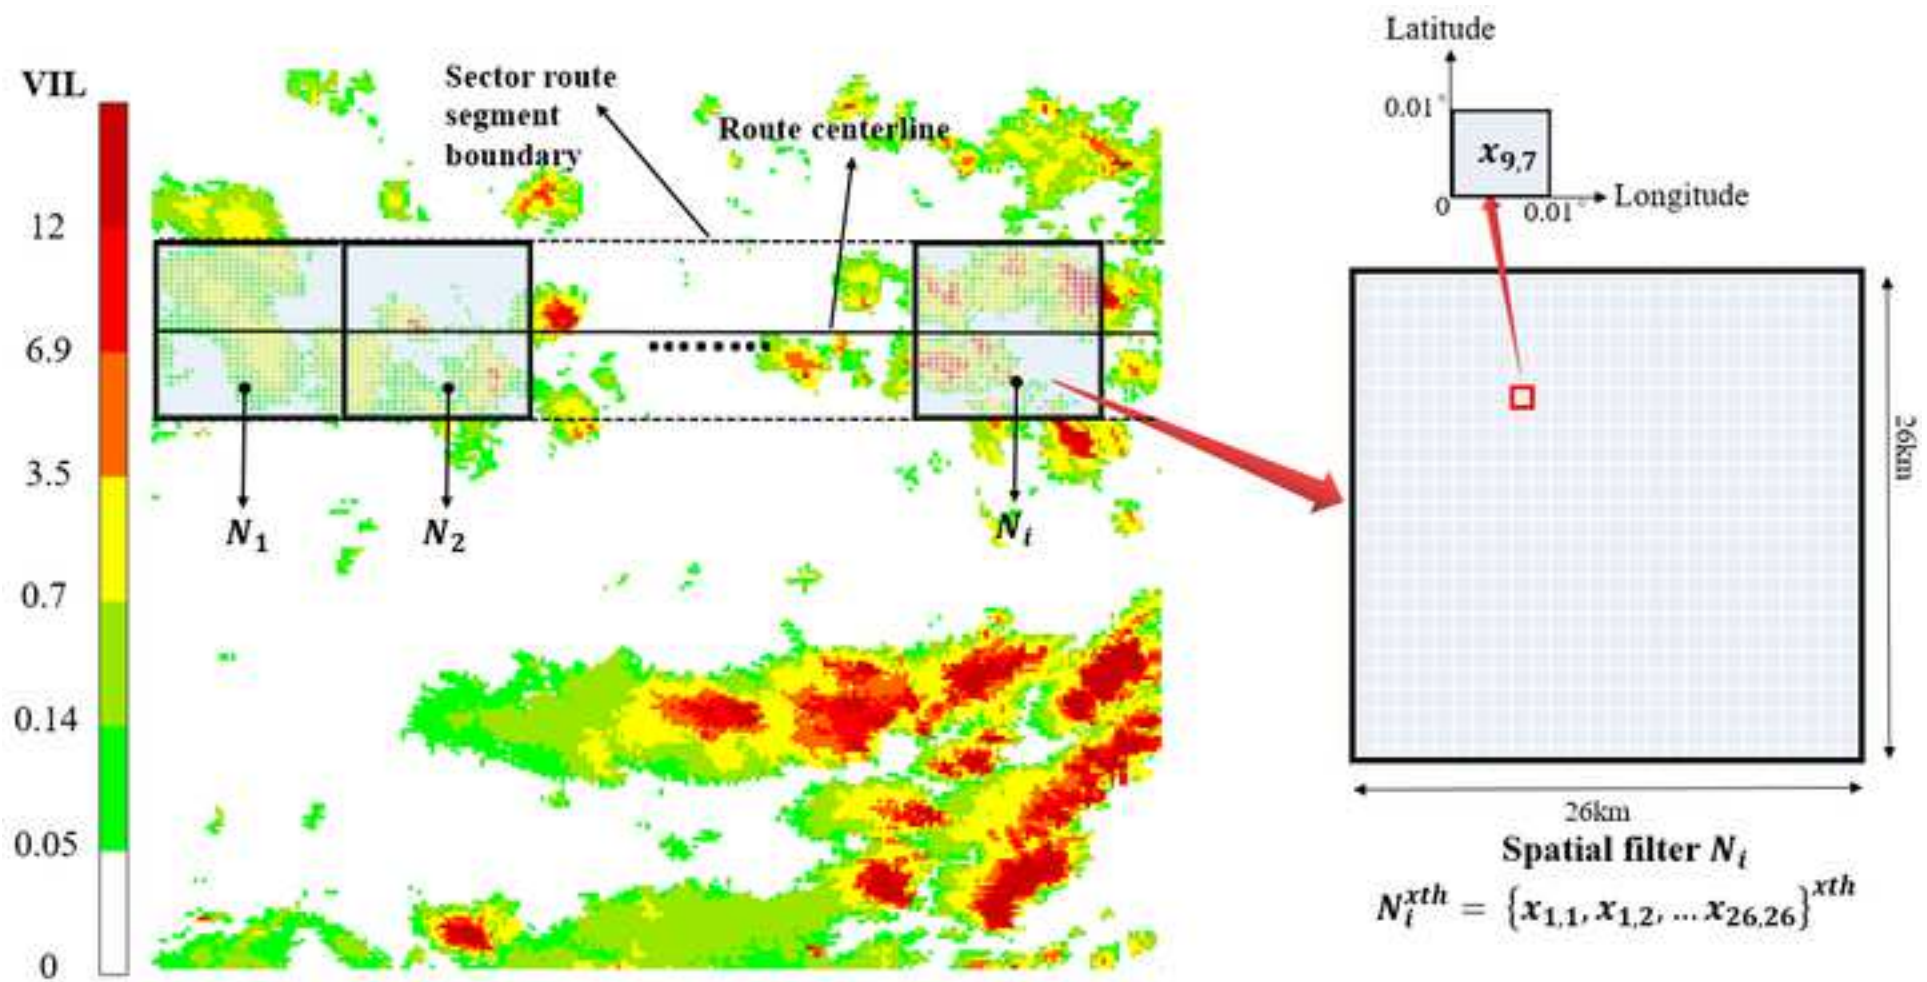 VIL
12
6.9
3.5
0.7
0.14
0.05
0
Sector route
segment
boundary
Route centerline
N₁
N₂
Nᵢ
Latitude
0.01°
x₉,₇
0
0.01°
Longitude
26km
26km
Spatial filter Nᵢ
Nᵢˣᵗʰ = {x₁,₁, x₁,₂, ... x₂₆,₂₆}ˣᵗʰ